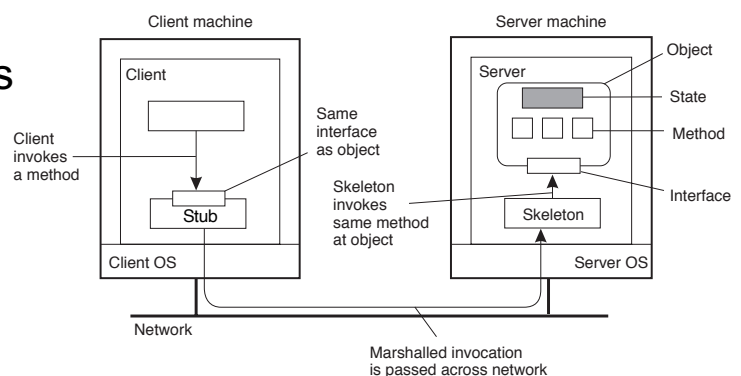 s
Client machine
Server machine
Client
Server
Object
State
Method
Interface
Client
invokes
a method
Same
interface
as object
Stub
Skeleton
invokes
same method
at object
Skeleton
Client OS
Server OS
Network
Marshalled invocation
is passed across network